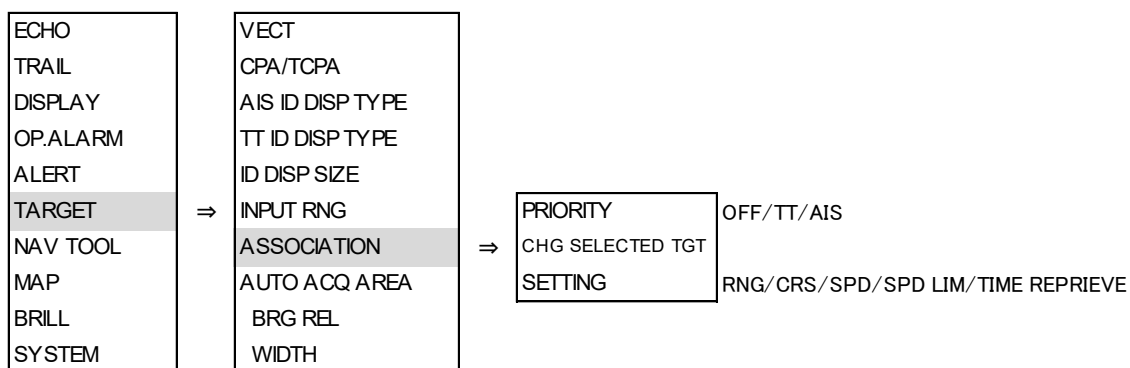 ECHO
TRAIL
DISPLAY
OP.ALARM
ALERT
TARGET
NAV TOOL
MAP
BRILL
SYSTEM
⇒
VECT
CPA/TCPA
AIS ID DISP TYPE
TT ID DISP TYPE
ID DISP SIZE
INPUT RNG
ASSOCIATION
AUTO ACQ AREA
BRG REL
WIDTH
⇒
PRIORITY OFF/TT/AIS
CHG SELECTED TGT
SETTING RNG/CRS/SPD/SPD LIM/TIME REPRIEVE